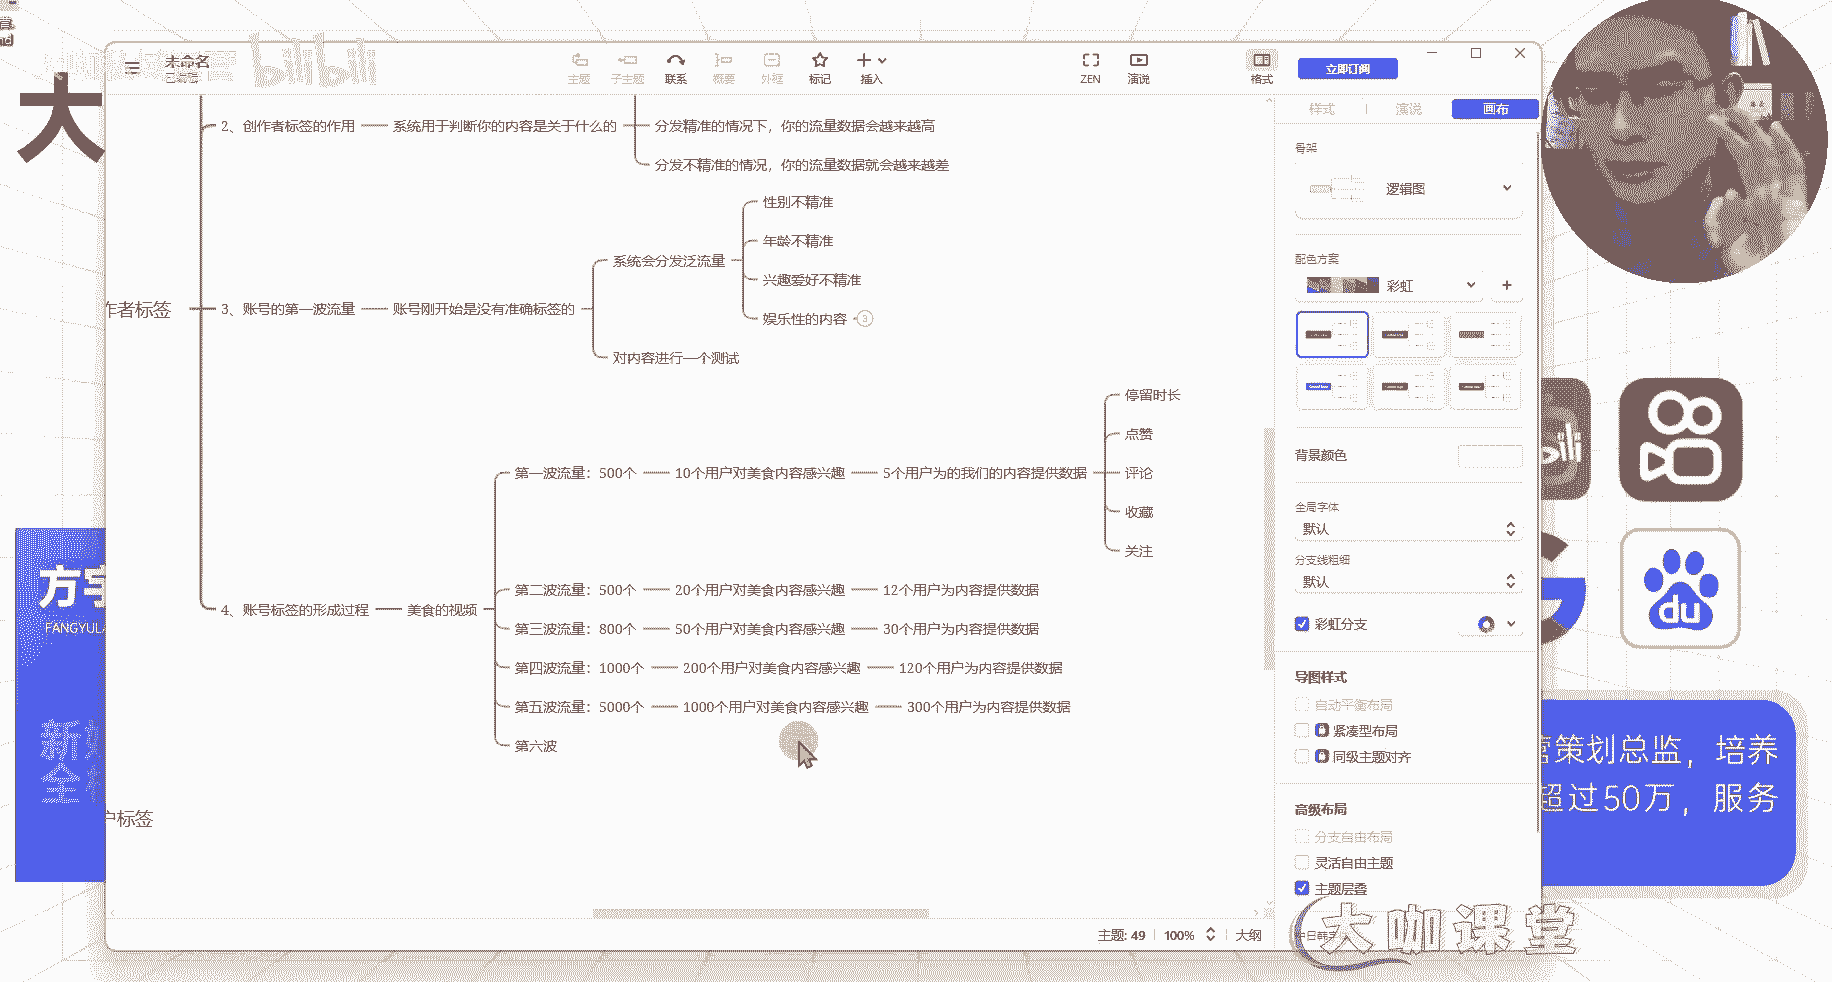 未命名
bilibili
主题
子主题
联系
概要
外框
标记
插入
ZEN
演说
格式
立即订阅
大
样式
演说
画布
2、创作者标签的作用
系统用于判断你的内容是关于什么的
分发精准的情况下，你的流量数据会越来越高
分发不精准的情况，你的流量数据就会越来越差
骨架
逻辑图
性别不精准
年龄不精准
系统会分发泛流量
兴趣爱好不精准
娱乐性的内容
3
作者标签
3、账号的第一波流量
账号刚开始是没有准确标签的
对内容进行一个测试
配色方案
彩虹
停留时长
点赞
第一波流量：500个
10个用户对美食内容感兴趣
5个用户为的我们的内容提供数据
评论
收藏
关注
背景颜色
全局字体
默认
分支线粗细
默认
第二波流量：500个
20个用户对美食内容感兴趣
12个用户为内容提供数据
4、账号标签的形成过程
美食的视频
第三波流量：800个
50个用户对美食内容感兴趣
30个用户为内容提供数据
第四波流量：1000个
200个用户对美食内容感兴趣
120个用户为内容提供数据
第五波流量：5000个
1000个用户对美食内容感兴趣
300个用户为内容提供数据
第六波
彩虹分支
导图样式
自动平衡布局
紧凑型布局
同级主题对齐
高级布局
分支自由布局
灵活自由主题
主题层叠
户标签
方宇
FANGYULA
新
全
du
营策划总监，培养
超过50万，服务
主题: 49
100%
大纲
大咖课堂